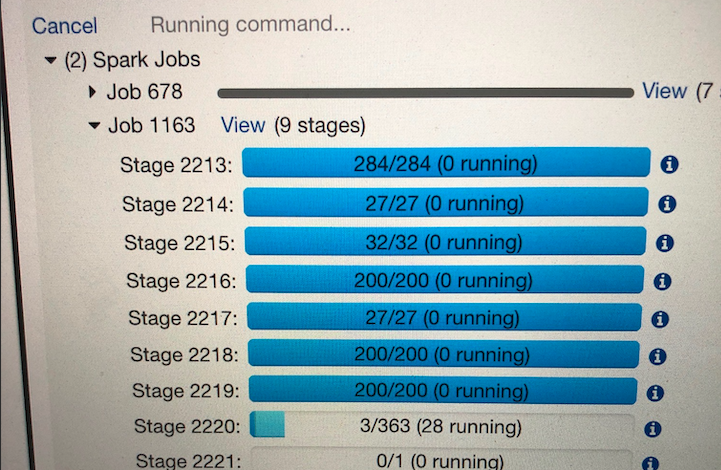 Cancel Running command...
(2) Spark Jobs
Job 678 View (7
Job 1163 View (9 stages)
Stage 2213: 284/284 (0 running)
Stage 2214: 27/27 (0 running)
Stage 2215: 32/32 (0 running)
Stage 2216: 200/200 (0 running)
Stage 2217: 27/27 (0 running)
Stage 2218: 200/200 (0 running)
Stage 2219: 200/200 (0 running)
Stage 2220: 3/363 (28 running)
Stage 2221: 0/1 (0 running)